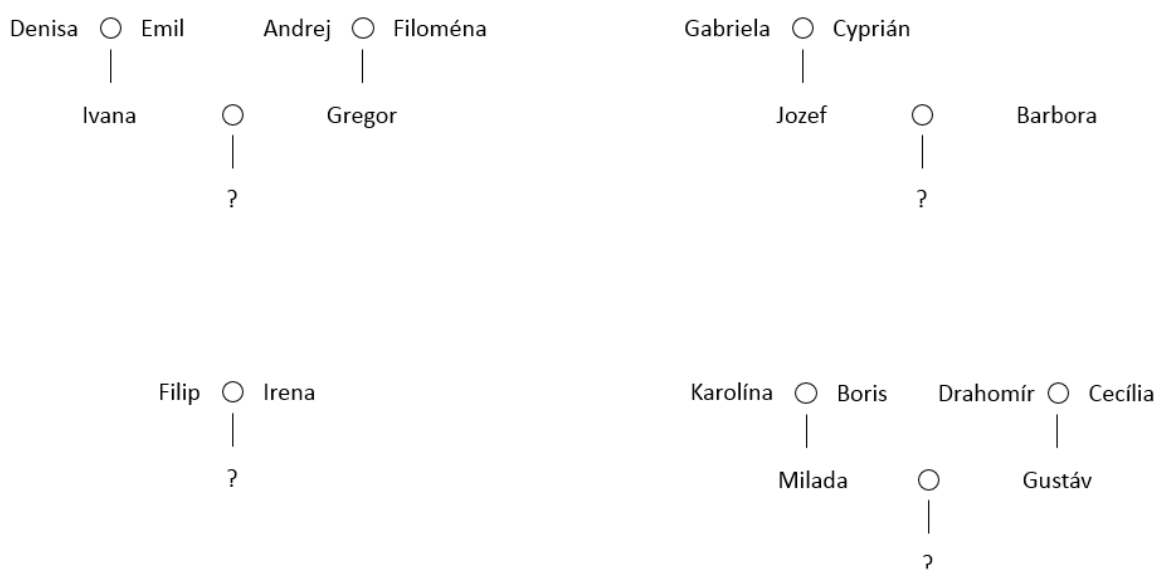 Denisa Emil Andrej Filoména Gabriela Cyprián
Ivana Gregor Jozef Barbora
? ?
Filip Irena Karolína Boris Drahomír Cecília
? Milada Gustáv
?